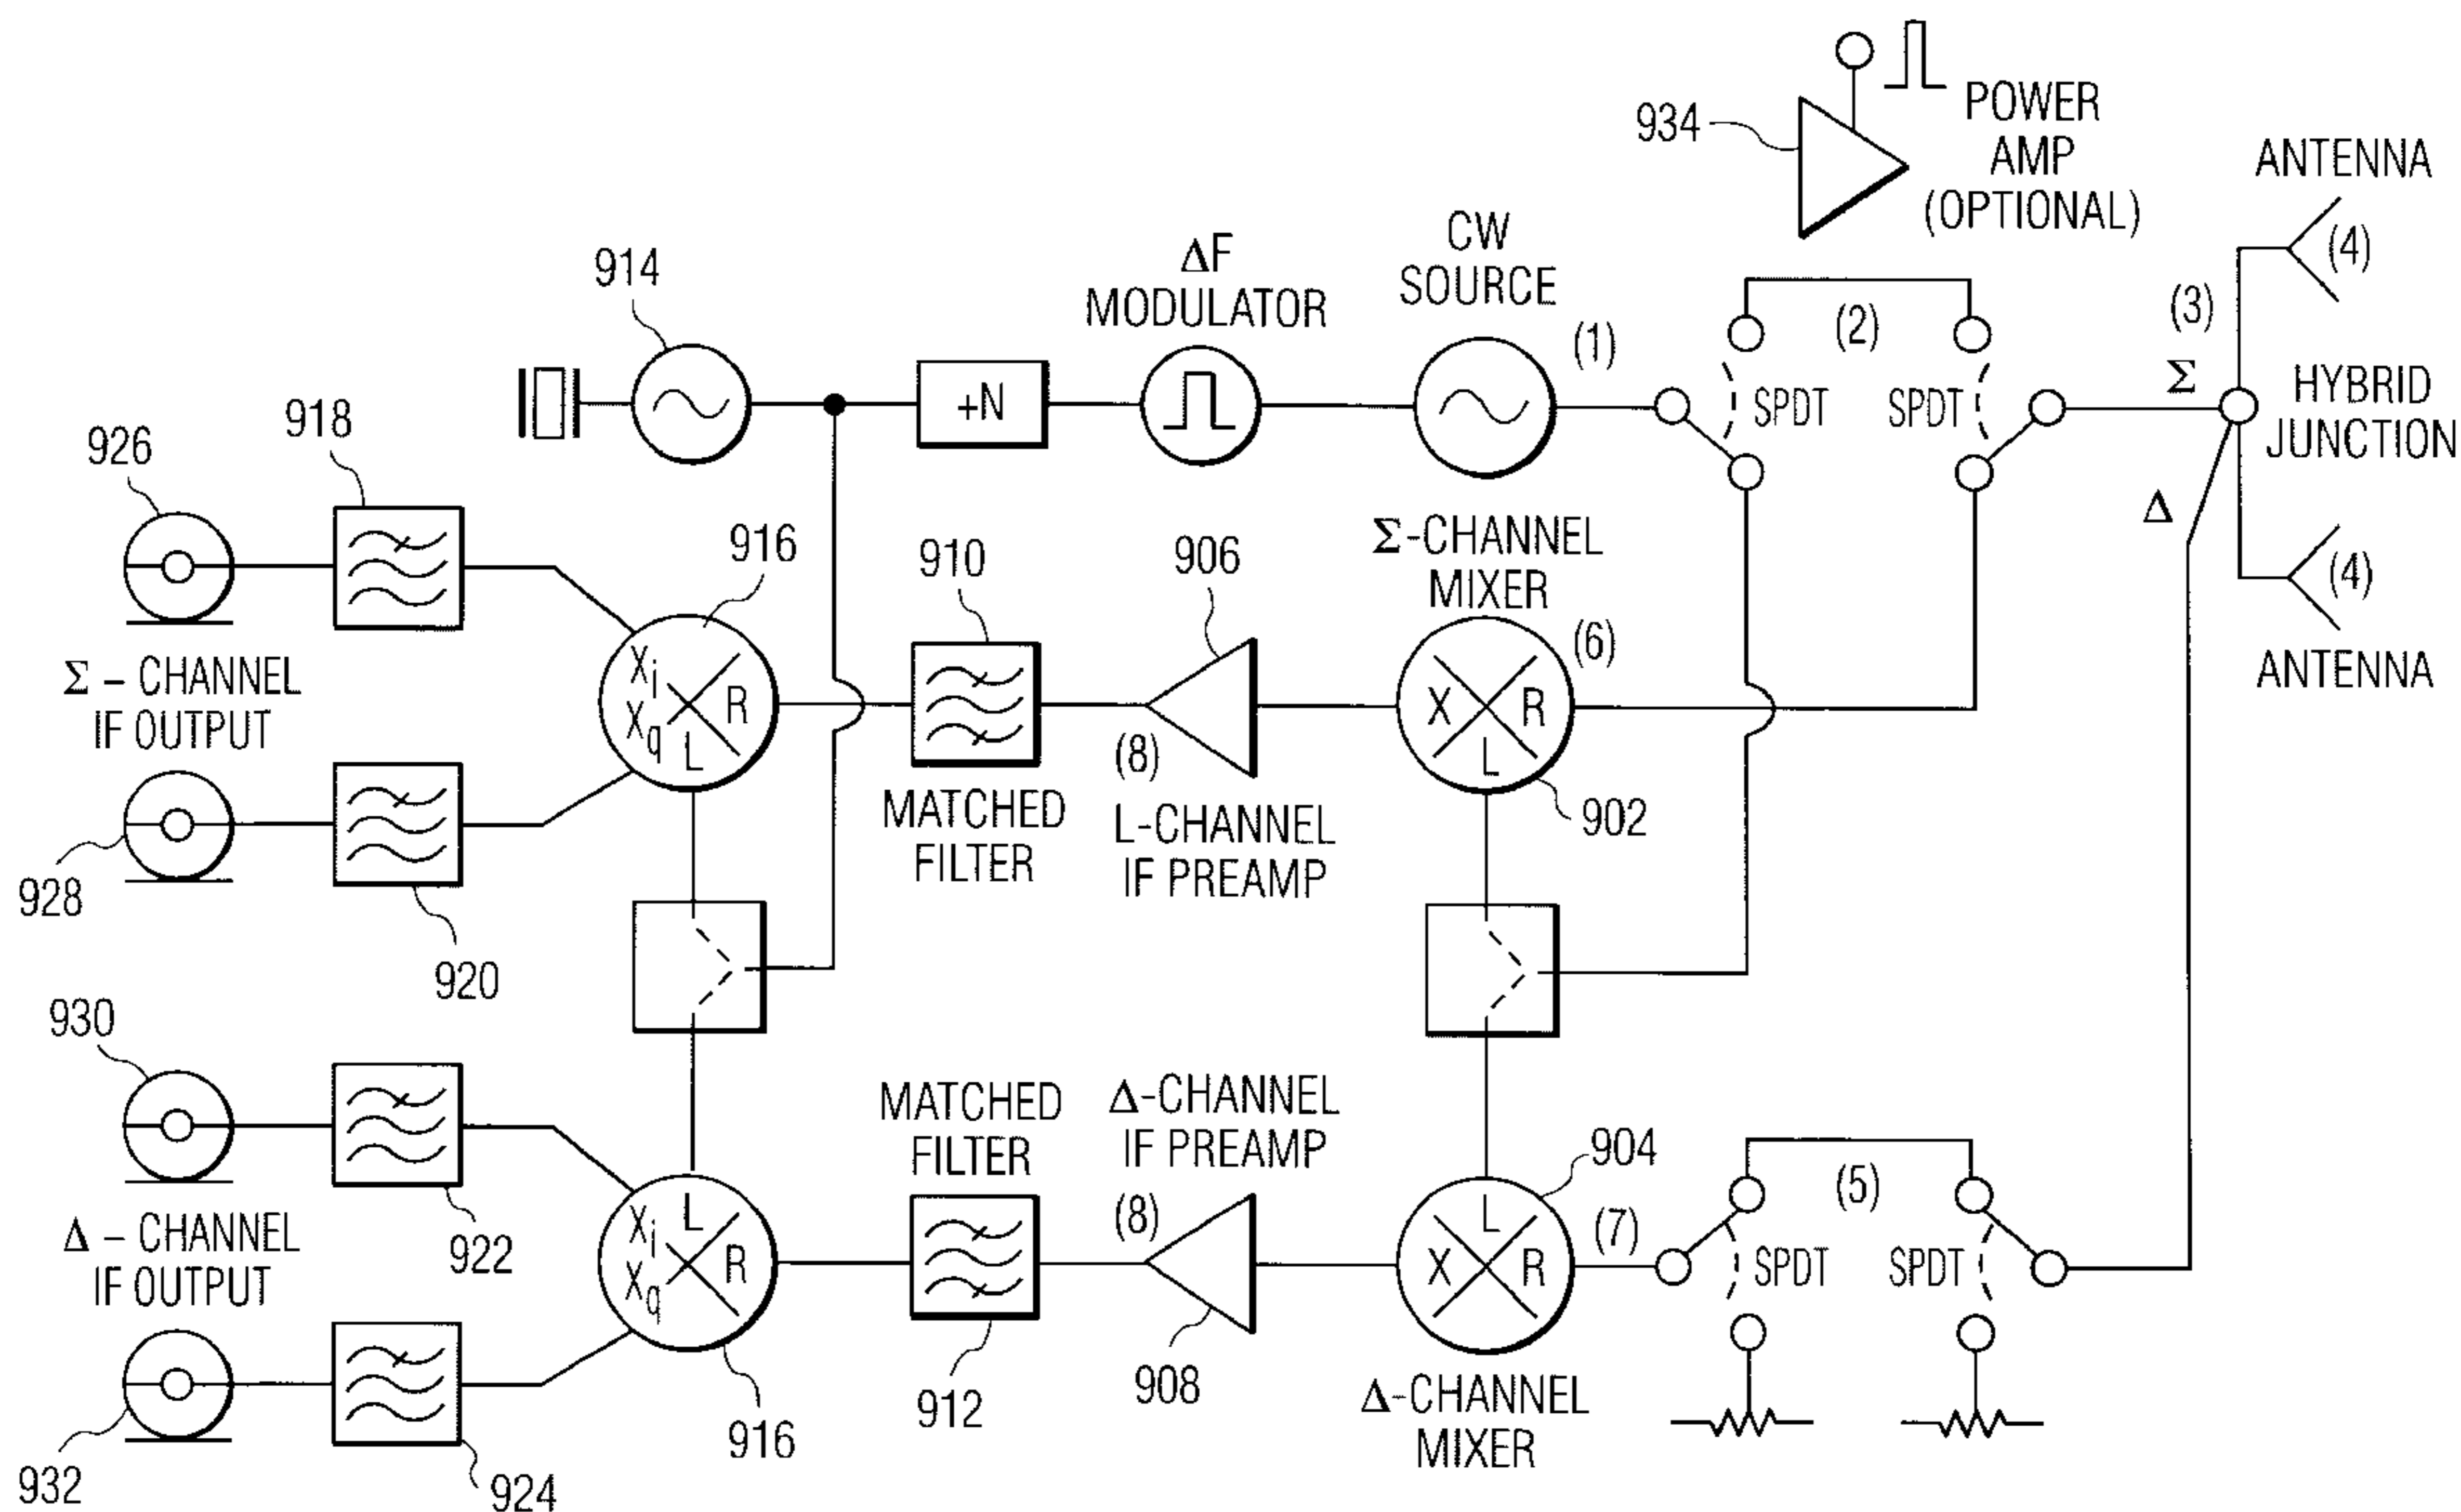 934
POWER
AMP
(OPTIONAL)
ANTENNA
(4)
914
ΔF
MODULATOR
CW
SOURCE
(1)
(2)
(3)
Σ
HYBRID
JUNCTION
+N
SPDT
SPDT
926
918
916
910
906
Σ-CHANNEL
MIXER
(6)
Δ
(4)
ANTENNA
Σ – CHANNEL
IF OUTPUT
Xi
Xq
R
L
(8)
X
R
L
902
MATCHED
FILTER
L-CHANNEL
IF PREAMP
928
920
930
MATCHED
FILTER
Δ-CHANNEL
IF PREAMP
904
(8)
(5)
Δ – CHANNEL
IF OUTPUT
922
L
Xi
Xq
R
L
X
R
(7)
SPDT
SPDT
932
924
916
912
908
Δ-CHANNEL
MIXER